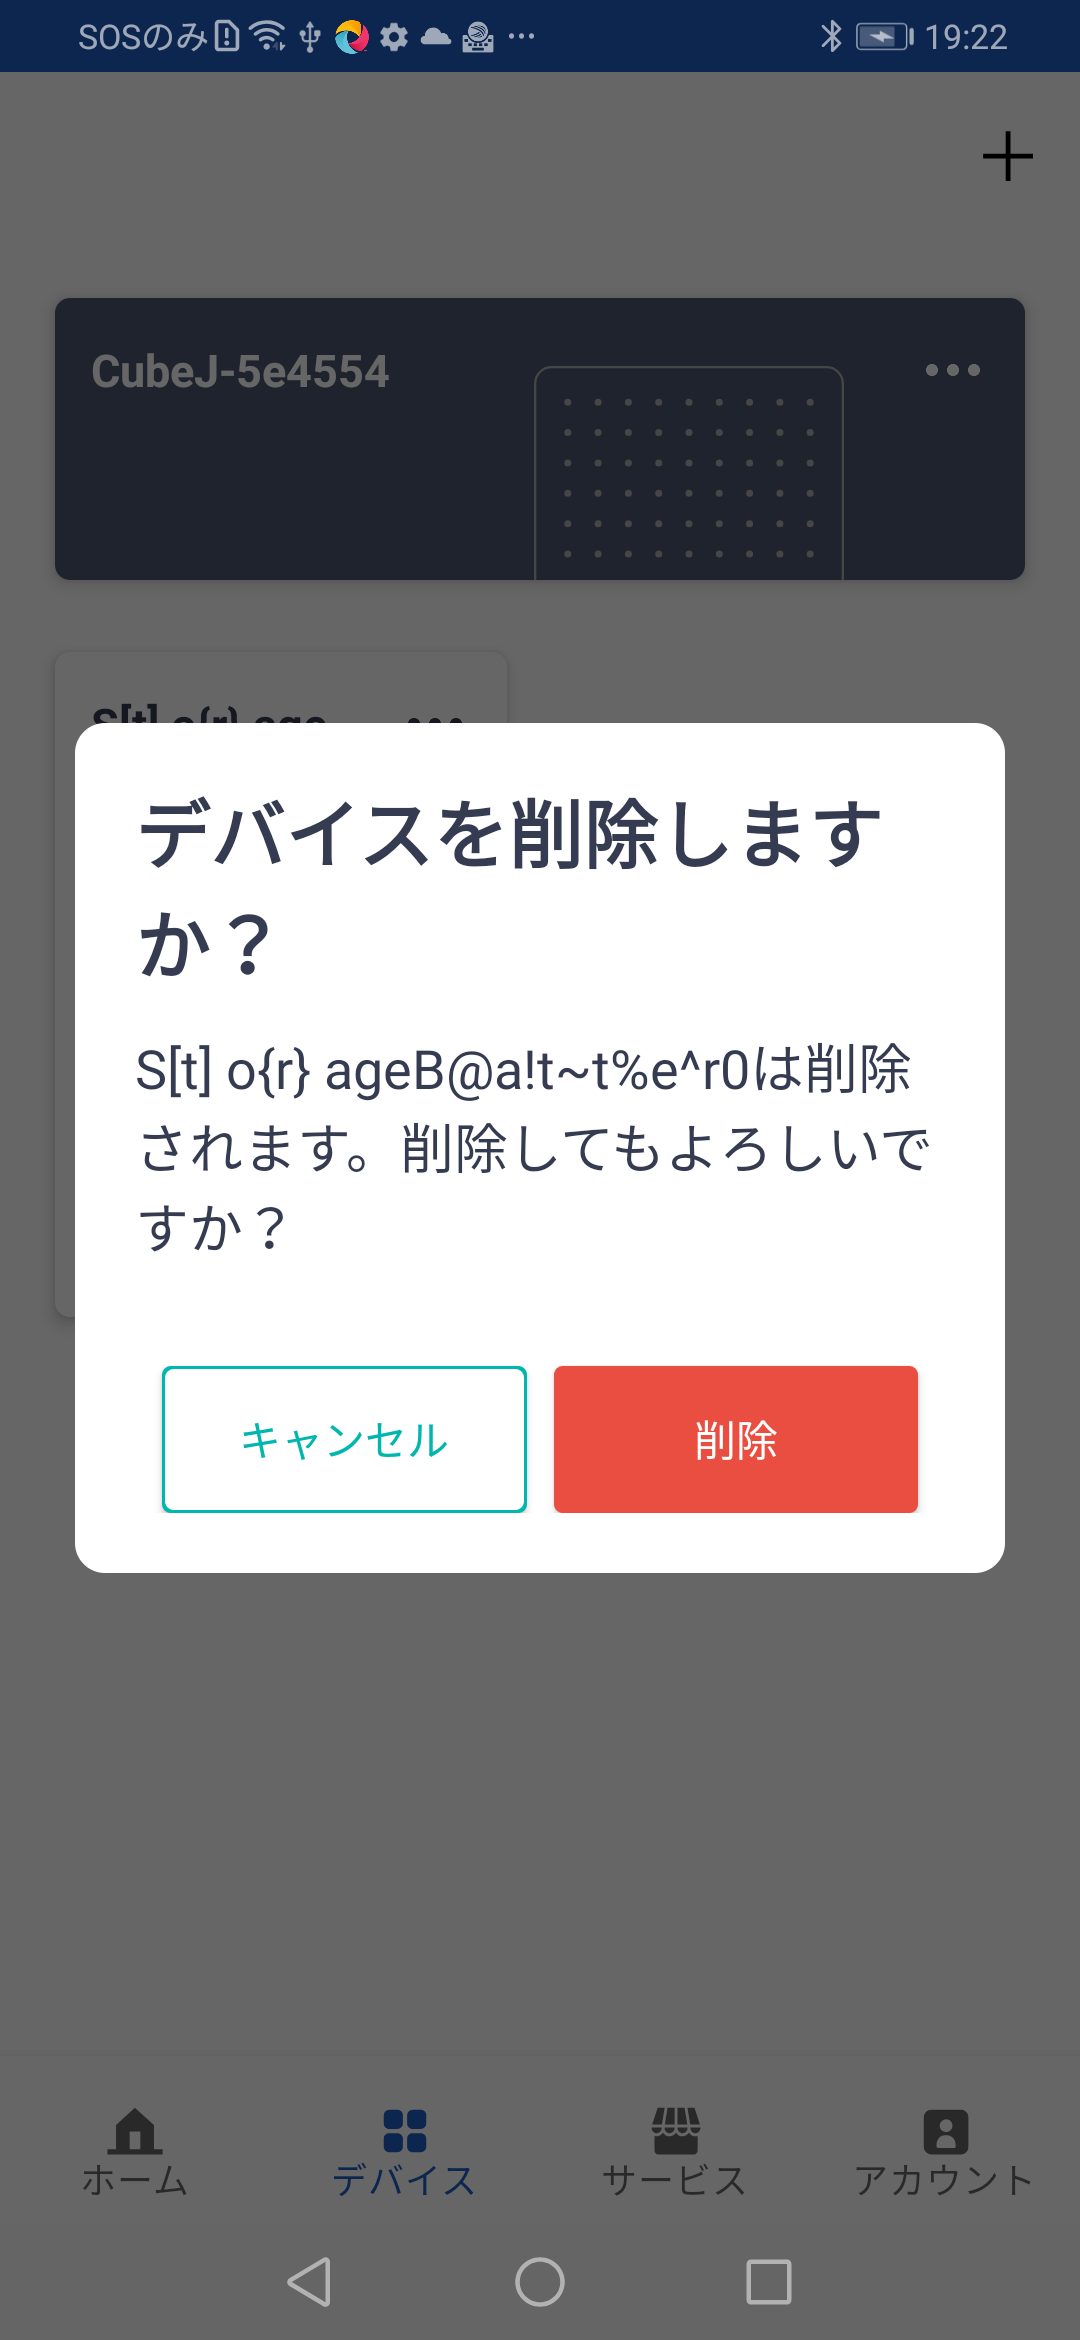 SOSのみ 19:22
CubeJ-5e4554
S[t] o{r} age
デバイスを削除します
か？
S[t] o{r} ageB@a!t~t%e^r0は削除
されます。削除してもよろしいで
すか？
キャンセル 削除
ホーム デバイス サービス アカウント